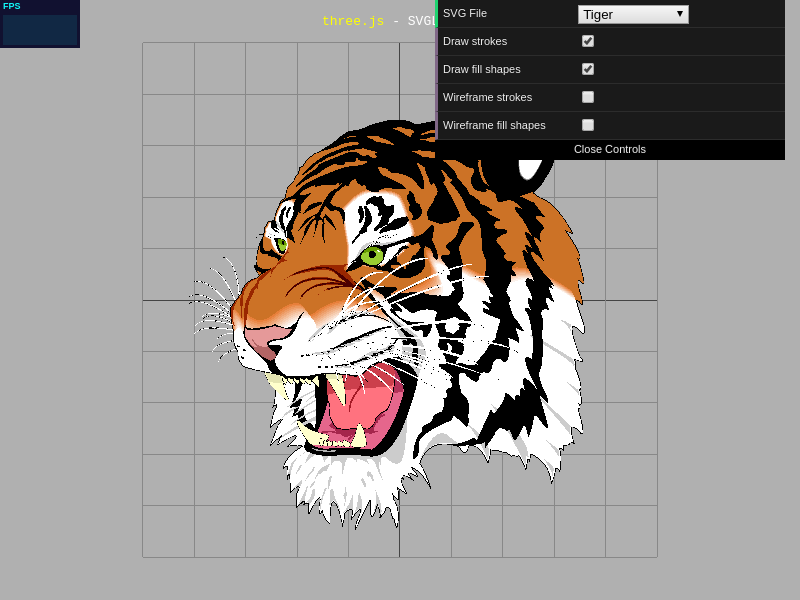 FPS
three.js - SVGL
SVG File
Tiger
Draw strokes
Draw fill shapes
Wireframe strokes
Wireframe fill shapes
Close Controls